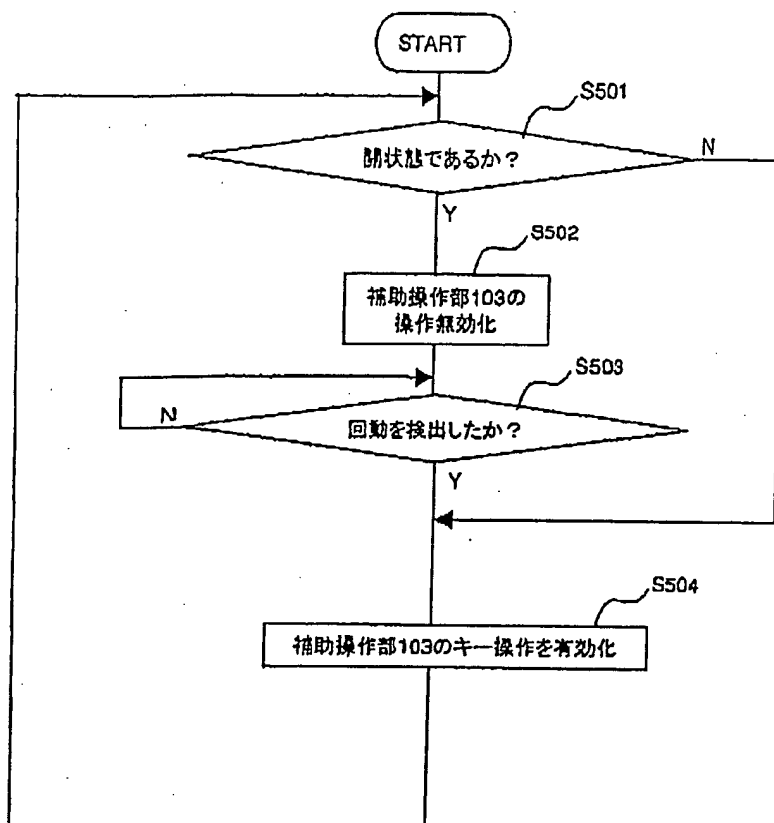 START
S501
開状態であるか？
N
Y
S502
補助操作部103の
操作無効化
S503
回動を検出したか？
N
Y
S504
補助操作部103のキー操作を有効化